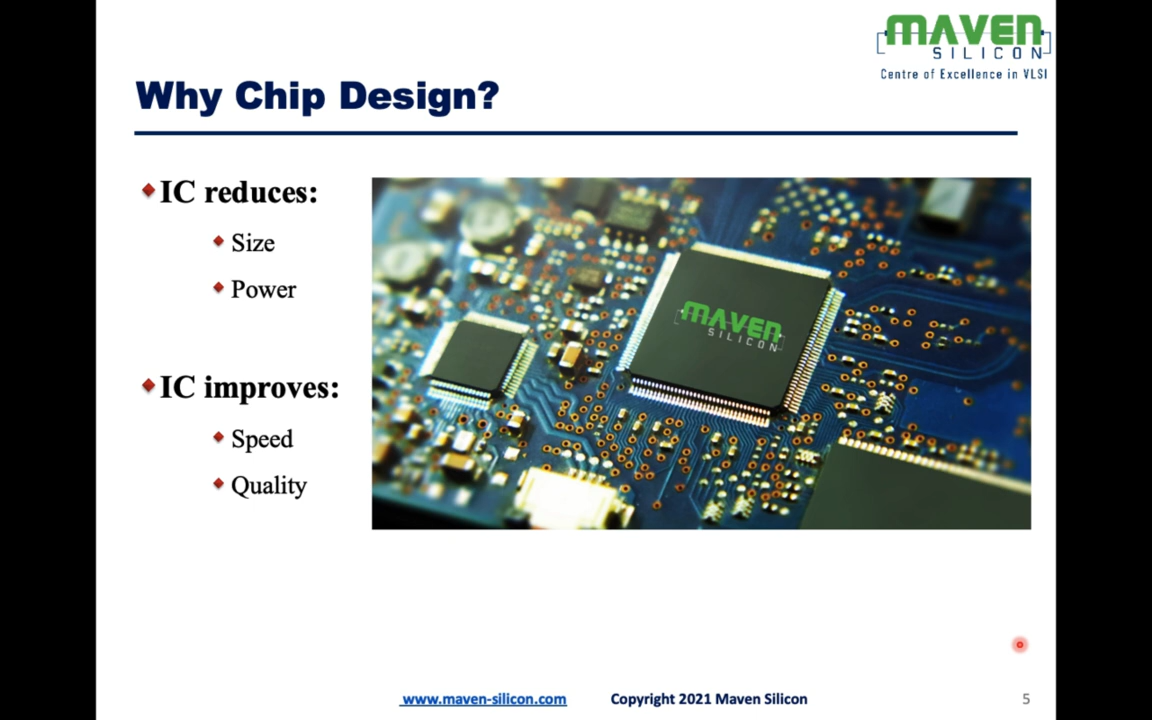 MAVEN
SILICON
Centre of Excellence in VLSI
Why Chip Design?
IC reduces:
Size
Power
IC improves:
Speed
Quality
MAVEN
SILICON
www.maven-silicon.com
Copyright 2021 Maven Silicon
5